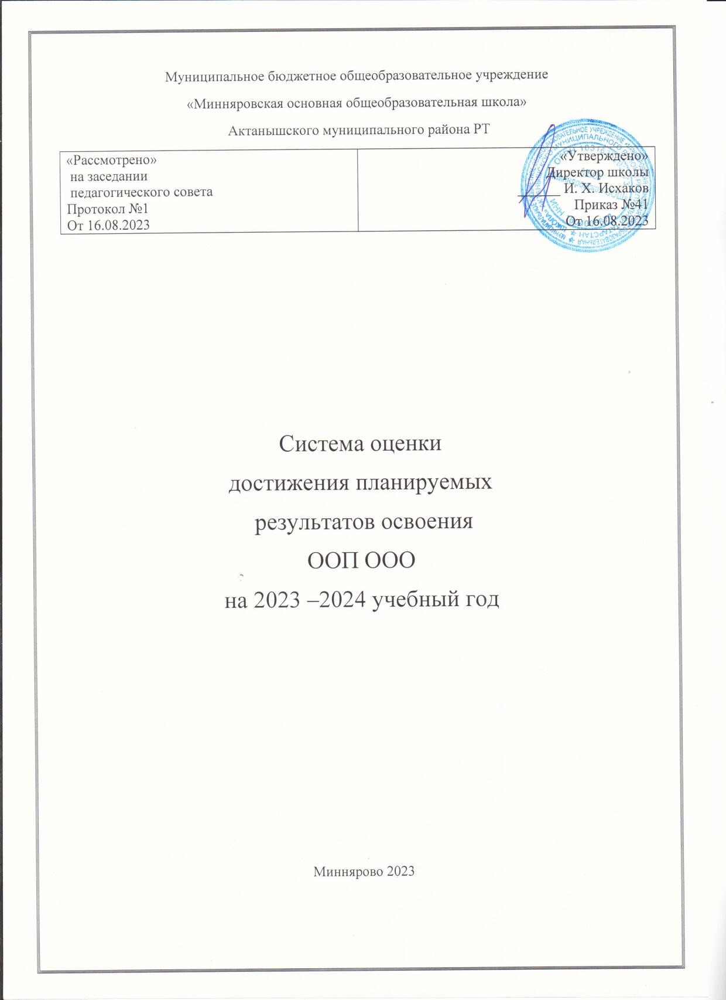 Муниципальное бюджетное общеобразовательное учреждение
«Минняровская основная общеобразовательная школа»
Актанышского муниципального района РТ
«Рассмотрено»
на заседании
педагогического совета
Протокол №1
От 16.08.2023
«Утверждено»
Директор школы
И. Х. Исхаков
Приказ №41
От 16.08.2023
Система оценки
достижения планируемых
результатов освоения
ООП ООО
на 2023 –2024 учебный год
Миннярово 2023